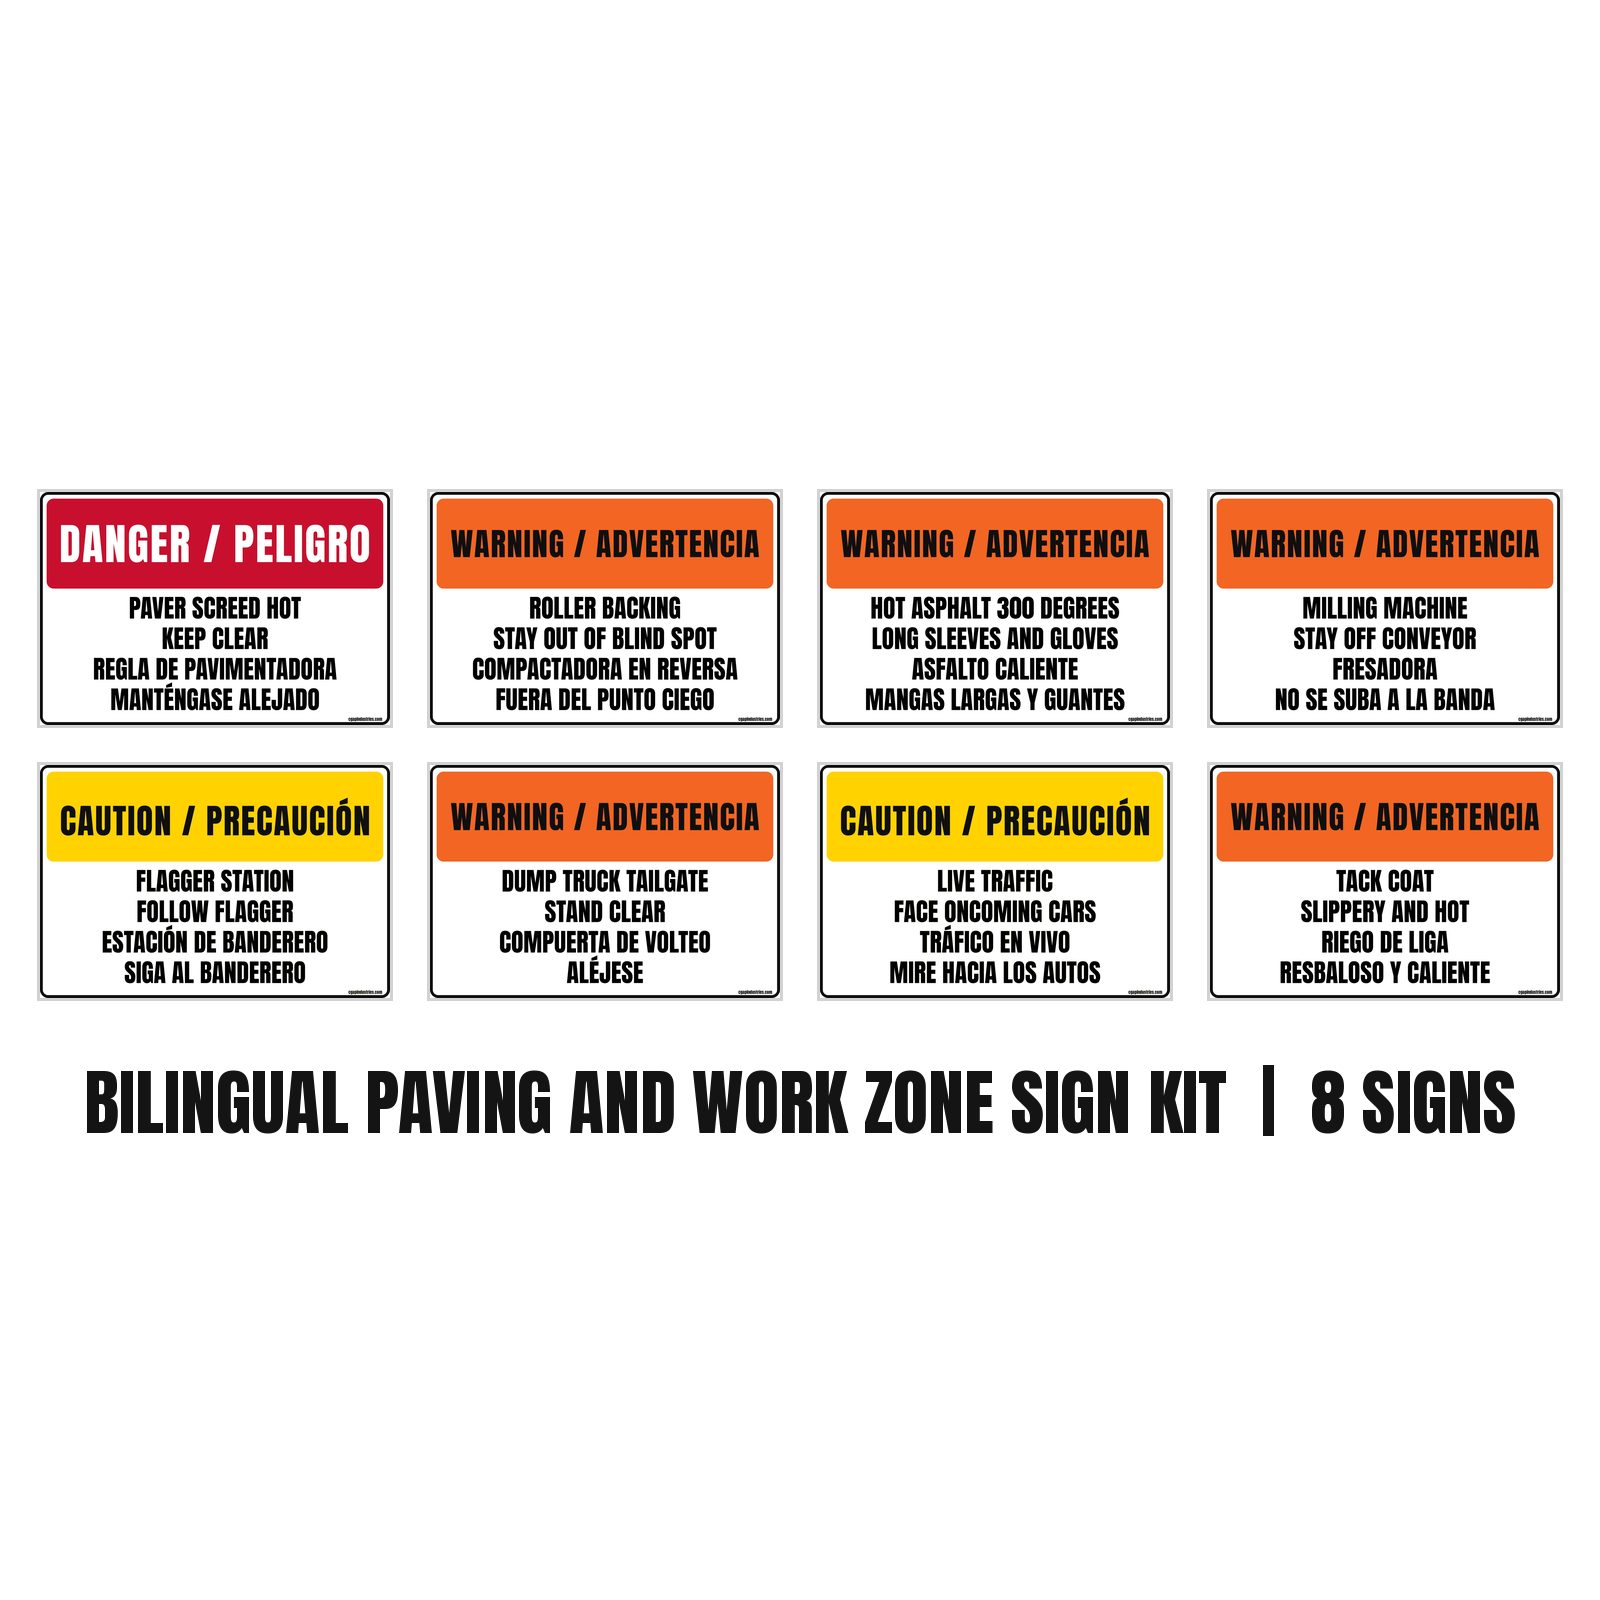 DANGER / PELIGRO
PAVER SCREED HOT
KEEP CLEAR
REGLA DE PAVIMENTADORA
MANTÉNGASE ALEJADO
WARNING / ADVERTENCIA
ROLLER BACKING
STAY OUT OF BLIND SPOT
COMPACTADORA EN REVERSA
FUERA DEL PUNTO CIEGO
WARNING / ADVERTENCIA
HOT ASPHALT 300 DEGREES
LONG SLEEVES AND GLOVES
ASFALTO CALIENTE
MANGAS LARGAS Y GUANTES
WARNING / ADVERTENCIA
MILLING MACHINE
STAY OFF CONVEYOR
FRESADORA
NO SE SUBA A LA BANDA
CAUTION / PRECAUCIÓN
FLAGGER STATION
FOLLOW FLAGGER
ESTACIÓN DE BANDERERO
SIGA AL BANDERERO
WARNING / ADVERTENCIA
DUMP TRUCK TAILGATE
STAND CLEAR
COMPUERTA DE VOLTEO
ALÉJESE
CAUTION / PRECAUCIÓN
LIVE TRAFFIC
FACE ONCOMING CARS
TRÁFICO EN VIVO
MIRE HACIA LOS AUTOS
WARNING / ADVERTENCIA
TACK COAT
SLIPPERY AND HOT
RIEGO DE LIGA
RESBALOSO Y CALIENTE
BILINGUAL PAVING AND WORK ZONE SIGN KIT | 8 SIGNS